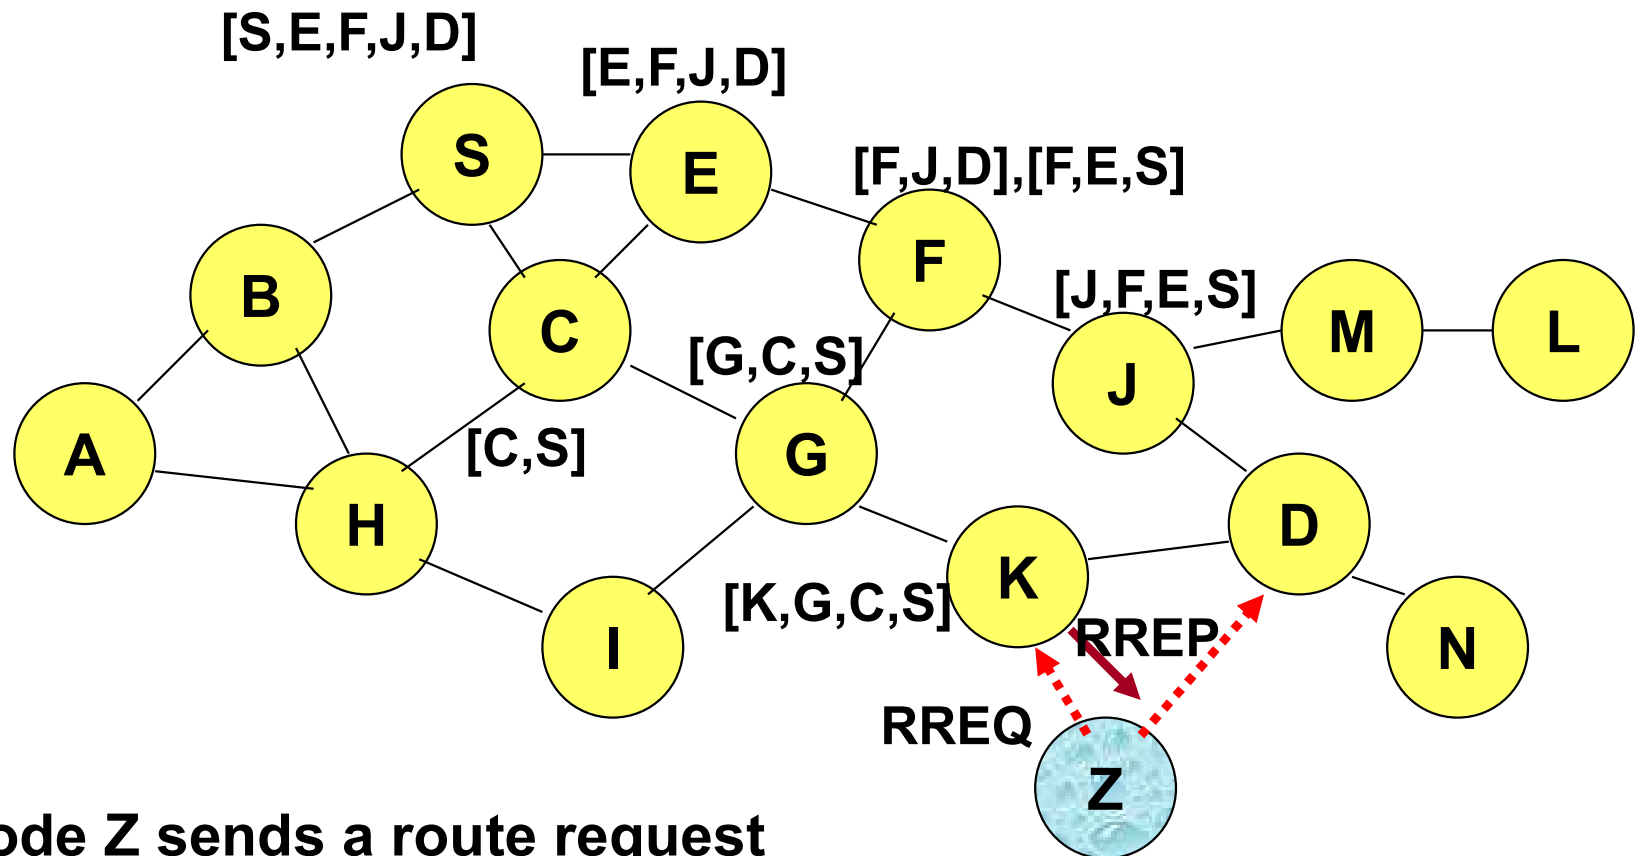 [S,E,F,J,D]
[E,F,J,D]
S
E
[F,J,D],[F,E,S]
F
B
[J,F,E,S]
C
M
L
[G,C,S]
J
A
[C,S]
G
H
D
K
[K,G,C,S]
I
RREP
N
RREQ
Z
ode Z sends a route request